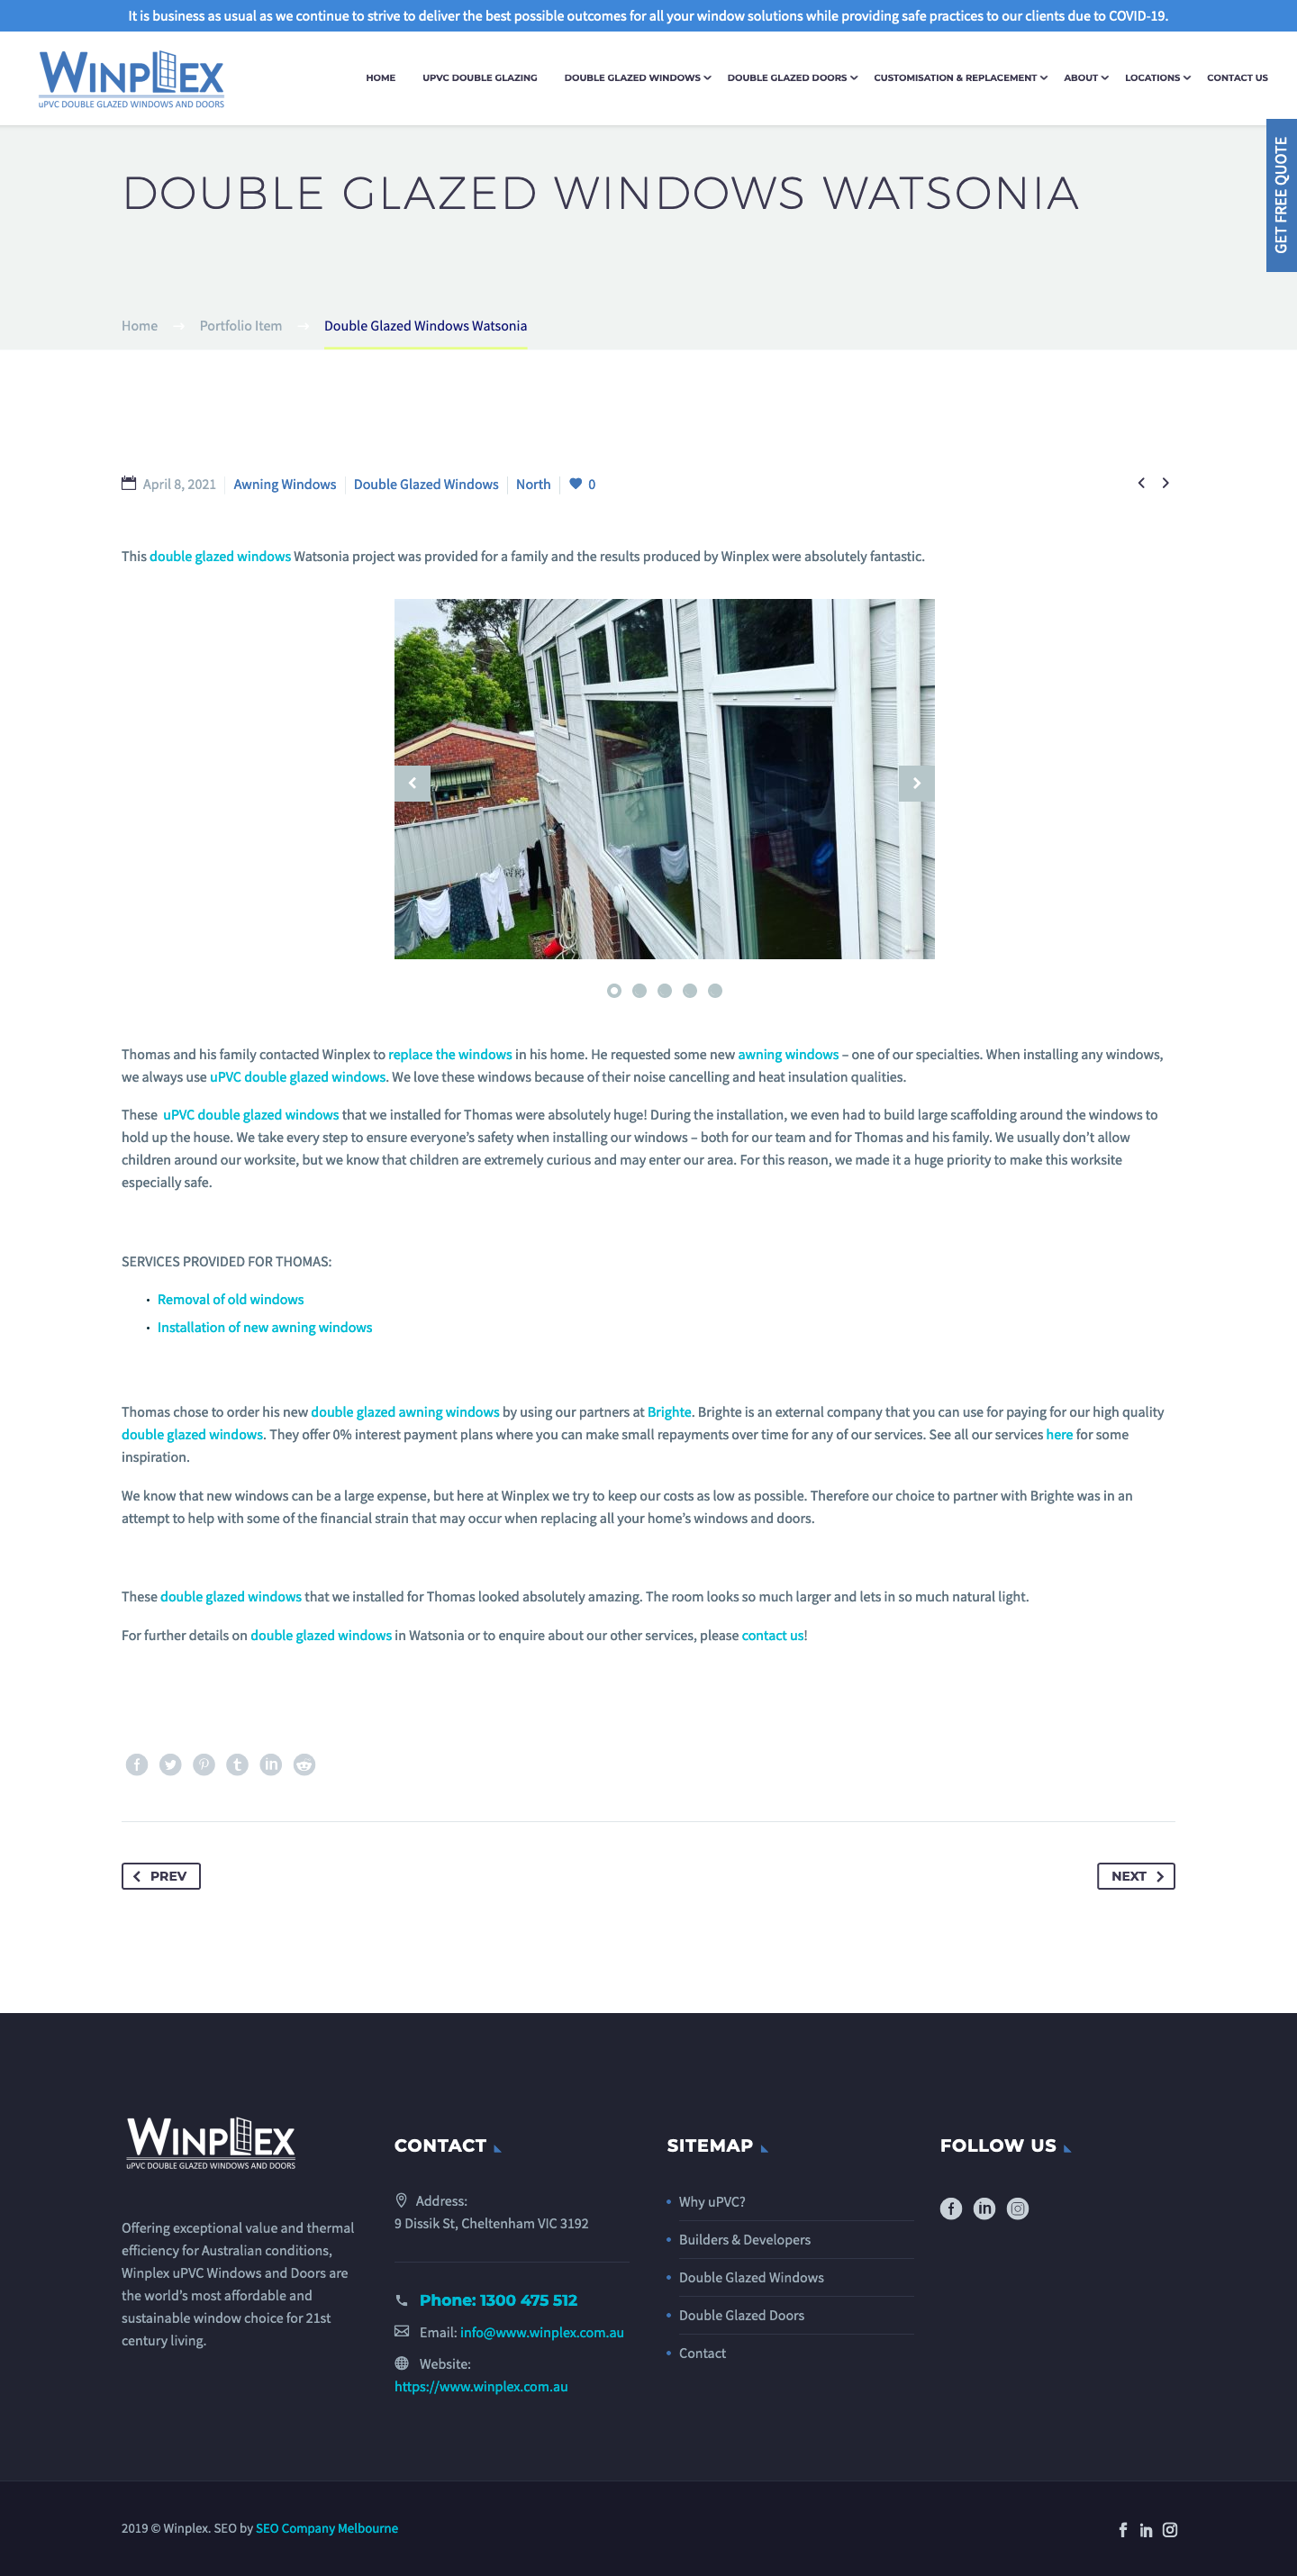 It is business as usual as we continue to strive to deliver the best possible outcomes for all your window solutions while providing safe practices to our clients due to COVID-19.
WINPLEX
uPVC DOUBLE GLAZED WINDOWS AND DOORS
HOME UPVC DOUBLE GLAZING DOUBLE GLAZED WINDOWS DOUBLE GLAZED DOORS CUSTOMISATION & REPLACEMENT ABOUT LOCATIONS CONTACT US
GET FREE QUOTE
DOUBLE GLAZED WINDOWS WATSONIA
Home → Portfolio Item → Double Glazed Windows Watsonia
April 8, 2021 Awning Windows Double Glazed Windows North 0
This double glazed windows Watsonia project was provided for a family and the results produced by Winplex were absolutely fantastic.
Thomas and his family contacted Winplex to replace the windows in his home. He requested some new awning windows – one of our specialties. When installing any windows,
we always use uPVC double glazed windows. We love these windows because of their noise cancelling and heat insulation qualities.
These uPVC double glazed windows that we installed for Thomas were absolutely huge! During the installation, we even had to build large scaffolding around the windows to
hold up the house. We take every step to ensure everyone’s safety when installing our windows – both for our team and for Thomas and his family. We usually don’t allow
children around our worksite, but we know that children are extremely curious and may enter our area. For this reason, we made it a huge priority to make this worksite
especially safe.
SERVICES PROVIDED FOR THOMAS:
• Removal of old windows
• Installation of new awning windows
Thomas chose to order his new double glazed awning windows by using our partners at Brighte. Brighte is an external company that you can use for paying for our high quality
double glazed windows. They offer 0% interest payment plans where you can make small repayments over time for any of our services. See all our services here for some
inspiration.
We know that new windows can be a large expense, but here at Winplex we try to keep our costs as low as possible. Therefore our choice to partner with Brighte was in an
attempt to help with some of the financial strain that may occur when replacing all your home’s windows and doors.
These double glazed windows that we installed for Thomas looked absolutely amazing. The room looks so much larger and lets in so much natural light.
For further details on double glazed windows in Watsonia or to enquire about our other services, please contact us!
PREV
NEXT
WINPLEX
uPVC DOUBLE GLAZED WINDOWS AND DOORS
Offering exceptional value and thermal
efficiency for Australian conditions,
Winplex uPVC Windows and Doors are
the world’s most affordable and
sustainable window choice for 21st
century living.
CONTACT
Address:
9 Dissik St, Cheltenham VIC 3192
Phone: 1300 475 512
Email: info@www.winplex.com.au
Website:
https://www.winplex.com.au
SITEMAP
Why uPVC?
Builders & Developers
Double Glazed Windows
Double Glazed Doors
Contact
FOLLOW US
2019 © Winplex. SEO by SEO Company Melbourne